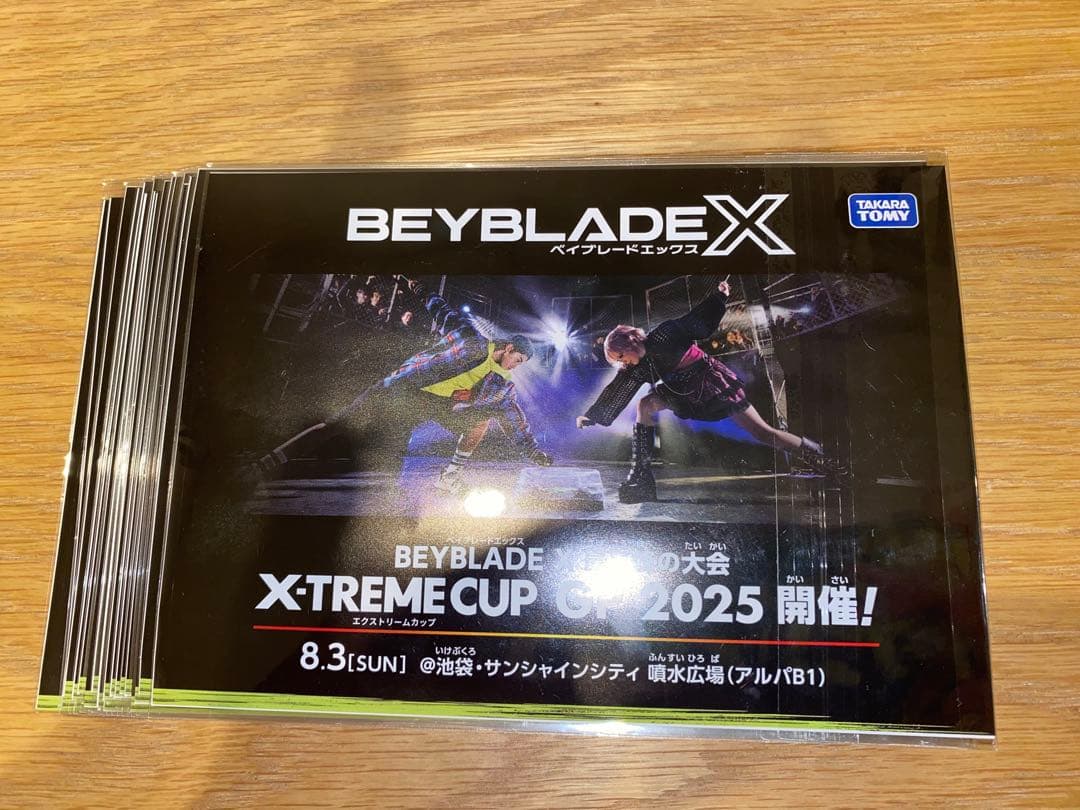 BEYBLADE X
ベイブレードエックス
TAKARA
TOMY
ベイブレードエックス
BEYBLADE の大会
たい かい
X-TREME CUP GP 2025 開催!
エクストリームカップ
かい さい
8.3[SUN] @池袋・サンシャインシティ 噴水広場(アルパB1)
いけぶくろ
ふんすい ひろ ば